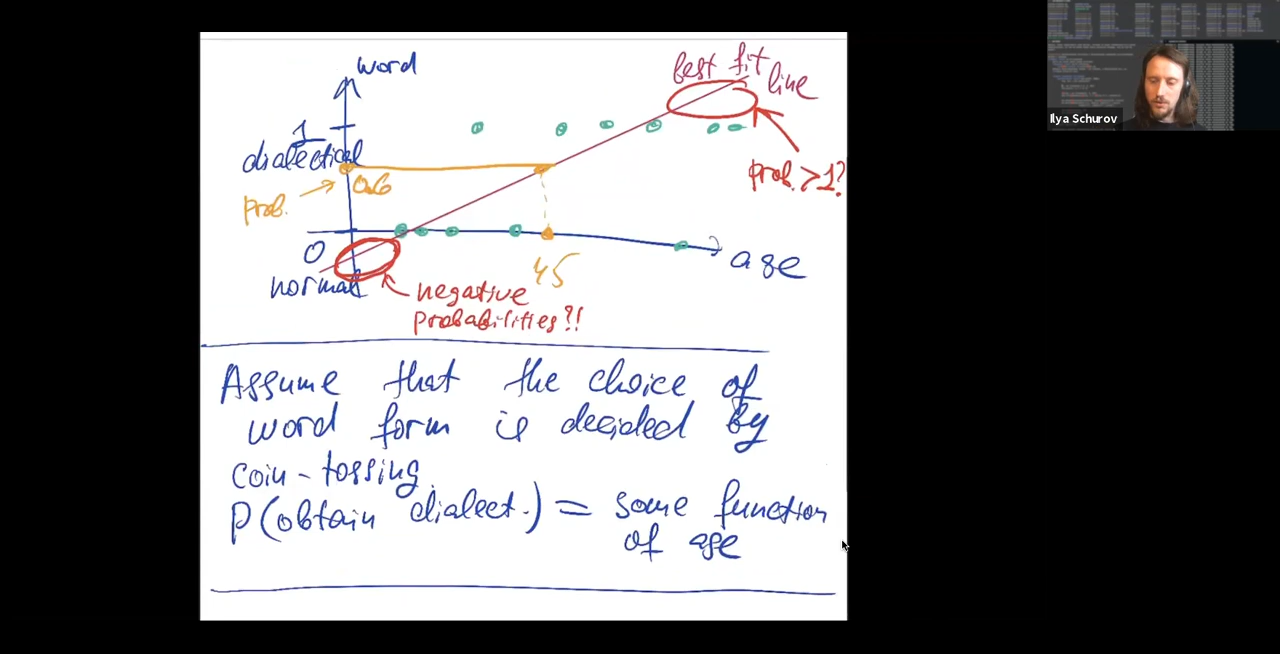 word
best fit
line
1
dialectical
0.6
prob.
prob. > 1?
0
normal
45
age
negative
probabilities?!
Assume that the choice of
word form is decided by
coin-tossing.
P(obtain dialect.) = some function
of age
Ilya Schurov